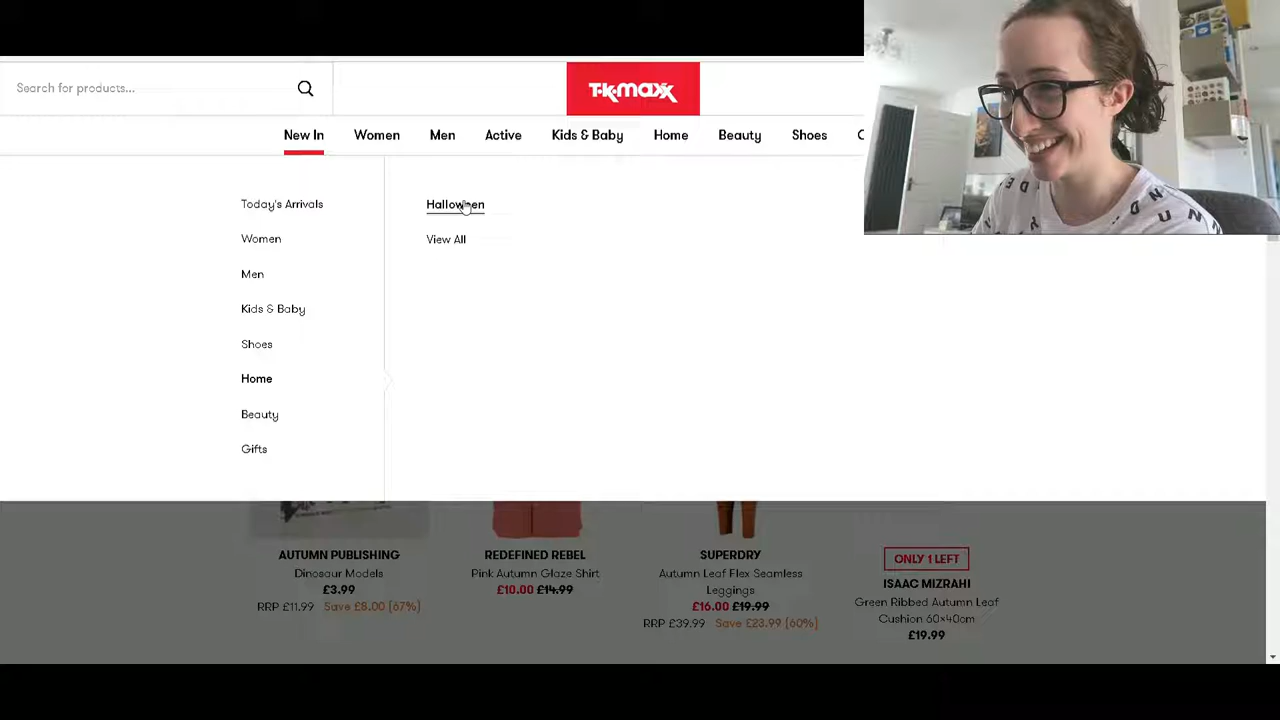 Search for products...
TK maxx
New In
Women
Men
Active
Kids & Baby
Home
Beauty
Shoes
Today's Arrivals
Women
Men
Kids & Baby
Shoes
Home
Beauty
Gifts
Halloween
View All
AUTUMN PUBLISHING
Dinosaur Models
£3.99
RRP £11.99 Save £8.00 (67%)
REDEFINED REBEL
Pink Autumn Glaze Shirt
£10.00 £14.99
SUPERDRY
Autumn Leaf Flex Seamless
Leggings
£16.00 £19.99
RRP £39.99 Save £23.99 (60%)
ONLY 1 LEFT
ISAAC MIZRAHI
Green Ribbed Autumn Leaf
Cushion 60x40cm
£19.99